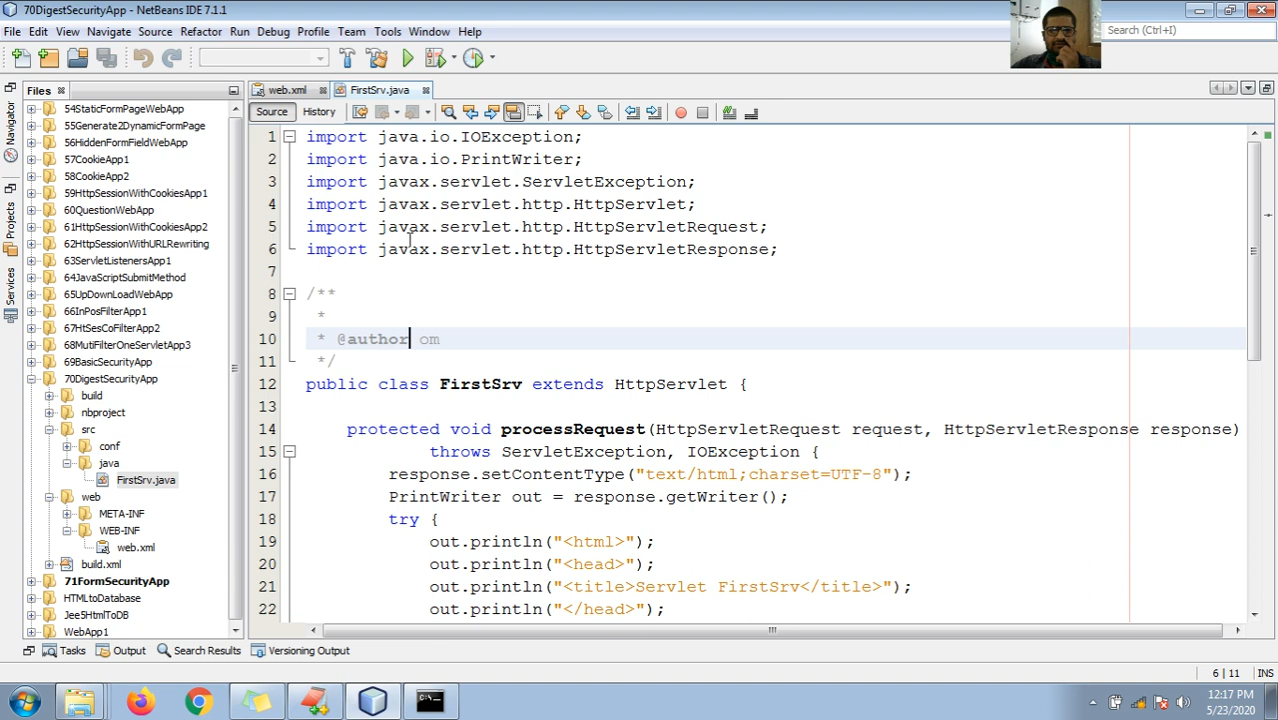 70DigestSecurityApp - NetBeans IDE 7.1.1
File Edit View Navigate Source Refactor Run Debug Profile Team Tools Window Help
Search (Ctrl+I)
Files
web.xml
FirstSrv.java
Source History
Navigator
Projects
Services
54StaticFormPageWebApp
55Generate2DynamicFormPage
56HiddenFormFieldWebApp
57CookieApp1
58CookieApp2
59HttpSessionWithCookiesApp1
60QuestionWebApp
61HttpSessionWithCookiesApp2
62HttpSessionWithURLRewriting
63ServletListenersApp1
64JavaScriptSubmitMethod
65UpDownLoadWebApp
66InPosFilterApp1
67HtSesCoFilterApp2
68MutiFilterOneServletApp3
69BasicSecurityApp
70DigestSecurityApp
build
nbproject
src
conf
java
FirstSrv.java
web
META-INF
WEB-INF
web.xml
build.xml
71FormSecurityApp
HTMLtoDatabase
Jee5HtmlToDB
WebApp1
1 import java.io.IOException;
2 import java.io.PrintWriter;
3 import javax.servlet.ServletException;
4 import javax.servlet.http.HttpServlet;
5 import javax.servlet.http.HttpServletRequest;
6 import javax.servlet.http.HttpServletResponse;
7
8 /**
9 *
10 * @author om
11 */
12 public class FirstSrv extends HttpServlet {
13
14 protected void processRequest(HttpServletRequest request, HttpServletResponse response)
15 throws ServletException, IOException {
16 response.setContentType("text/html;charset=UTF-8");
17 PrintWriter out = response.getWriter();
18 try {
19 out.println("<html>");
20 out.println("<head>");
21 out.println("<title>Servlet FirstSrv</title>");
22 out.println("</head>");
Tasks Output Search Results Versioning Output
6 | 11 INS
12:17 PM
5/23/2020